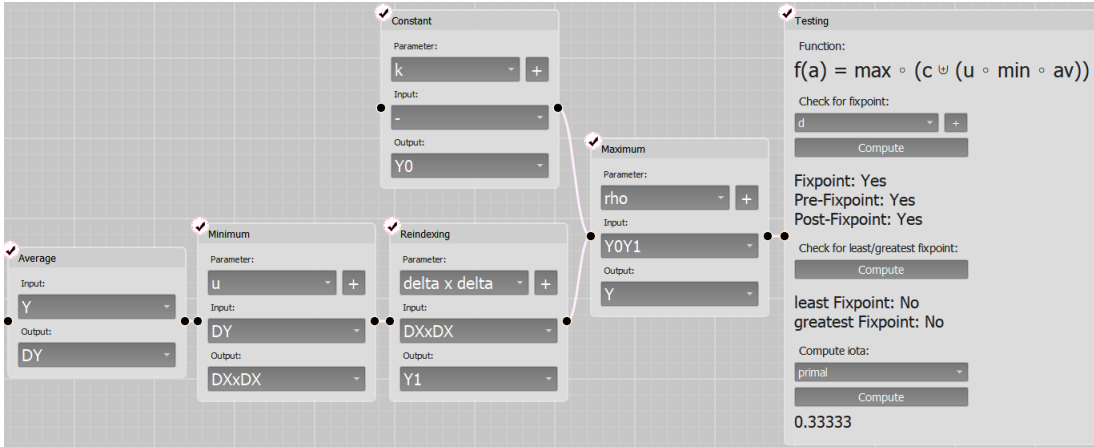 Constant
Parameter:
k
+
Input:
-
Output:
Y0
Average
Input:
Y
Output:
DY
Minimum
Parameter:
u
+
Input:
DY
Output:
DXxDX
Reindexing
Parameter:
delta x delta
+
Input:
DXxDX
Output:
Y1
Maximum
Parameter:
rho
+
Input:
Y0Y1
Output:
Y
Testing
Function:
f(a) = max ∘ (c ⊎ (u ∘ min ∘ av))
Check for fixpoint:
d
+
Compute
Fixpoint: Yes
Pre-Fixpoint: Yes
Post-Fixpoint: Yes
Check for least/greatest fixpoint:
Compute
least Fixpoint: No
greatest Fixpoint: No
Compute iota:
primal
Compute
0.33333